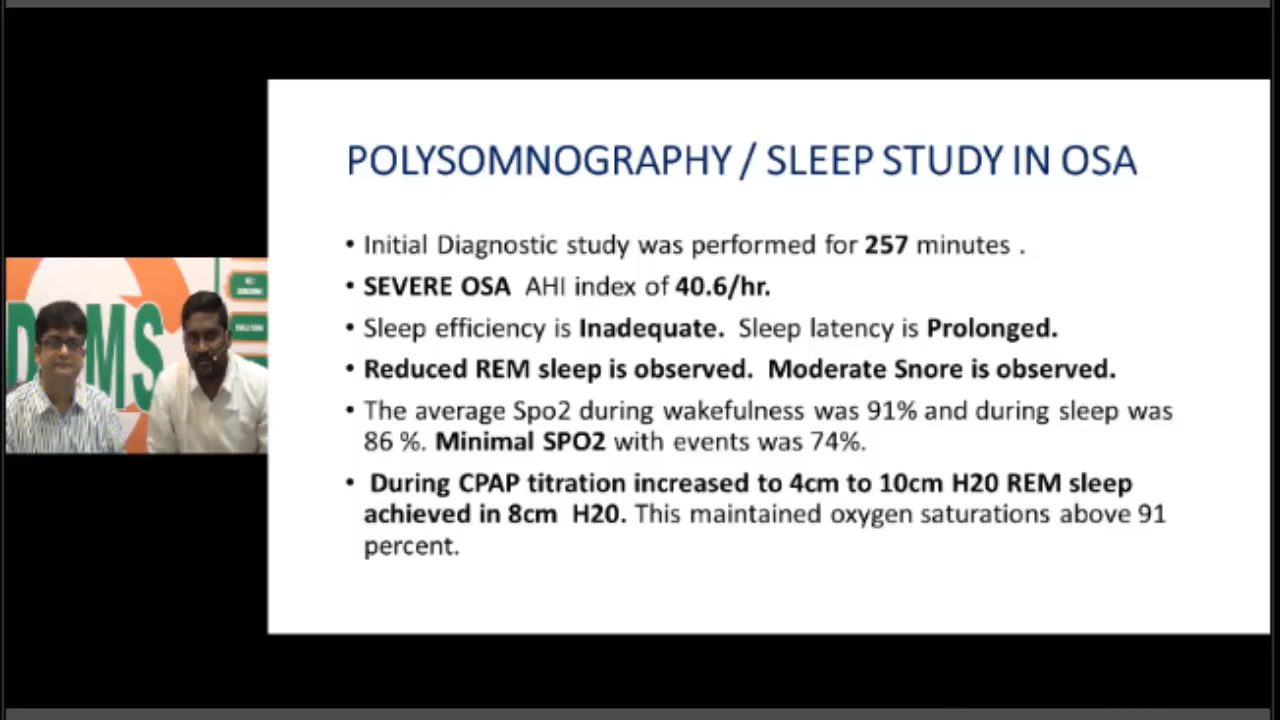 POLYSOMNOGRAPHY / SLEEP STUDY IN OSA
• Initial Diagnostic study was performed for 257 minutes .
• SEVERE OSA AHI index of 40.6/hr.
• Sleep efficiency is Inadequate. Sleep latency is Prolonged.
• Reduced REM sleep is observed. Moderate Snore is observed.
• The average Spo2 during wakefulness was 91% and during sleep was
86 %. Minimal SPO2 with events was 74%.
• During CPAP titration increased to 4cm to 10cm H20 REM sleep
achieved in 8cm H20. This maintained oxygen saturations above 91
percent.